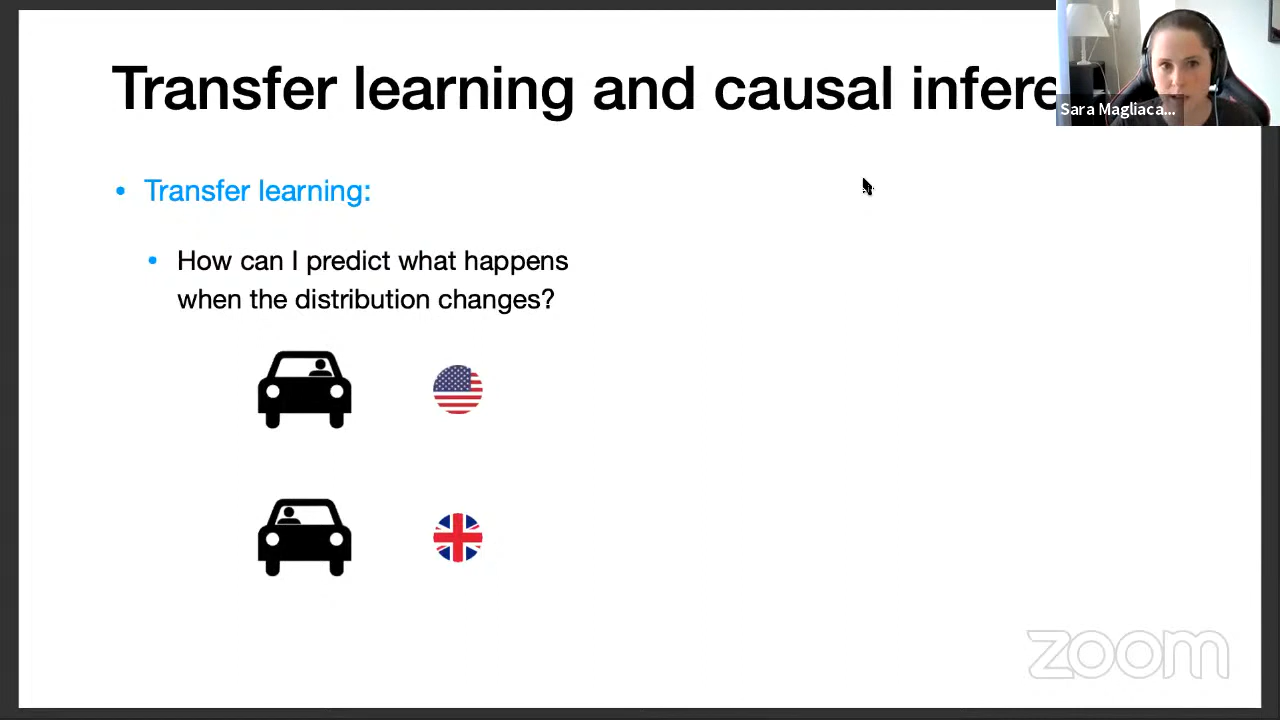 Transfer learning and causal infere
Sara Magliaca...
• Transfer learning:
• How can I predict what happens
when the distribution changes?
zoom